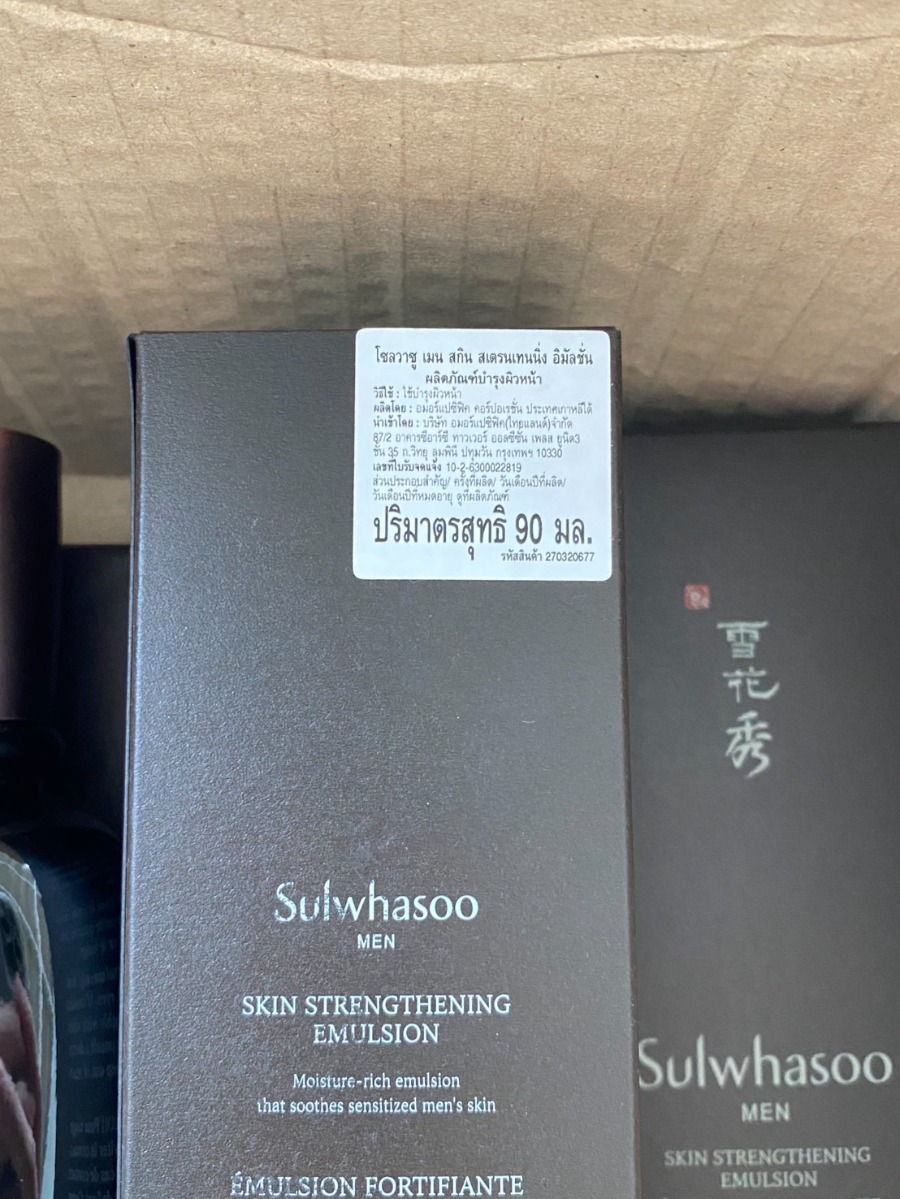 โซลวาซู เมน สกิน สเตรนเทนนิ่ง อิมัลชั่น
ผลิตภัณฑ์บำรุงผิวหน้า
วิธีใช้ : ใช้บำรุงผิวหน้า
ผลิตโดย : อมอร์แปซิฟิค คอร์ปอเรชั่น ประเทศเกาหลีใต้
นำเข้าโดย : บริษัท อมอร์แปซิฟิค(ไทยแลนด์)จำกัด
87/2 อาคารซีอาร์ซี ทาวเวอร์ ออลซีซั่น เพลส ยูนิต3
ชั้น 35 ถ.วิทยุ ลุมพินี ปทุมวัน กรุงเทพฯ 10330
เลขที่ใบรับจดแจ้ง 10-2-6300022819
ส่วนประกอบสำคัญ/ ครั้งที่ผลิต/ วันเดือนปีที่ผลิต/
วันเดือนปีที่หมดอายุ ดูที่ผลิตภัณฑ์
ปริมาตรสุทธิ 90 มล.
รหัสสินค้า 270320677
Sulwhasoo
MEN
SKIN STRENGTHENING
EMULSION
Moisture-rich emulsion
that soothes sensitized men's skin
ÉMULSION FORTIFIANTE
雪
花
秀
Sulwhasoo
MEN
SKIN STRENGTHENING
EMULSION